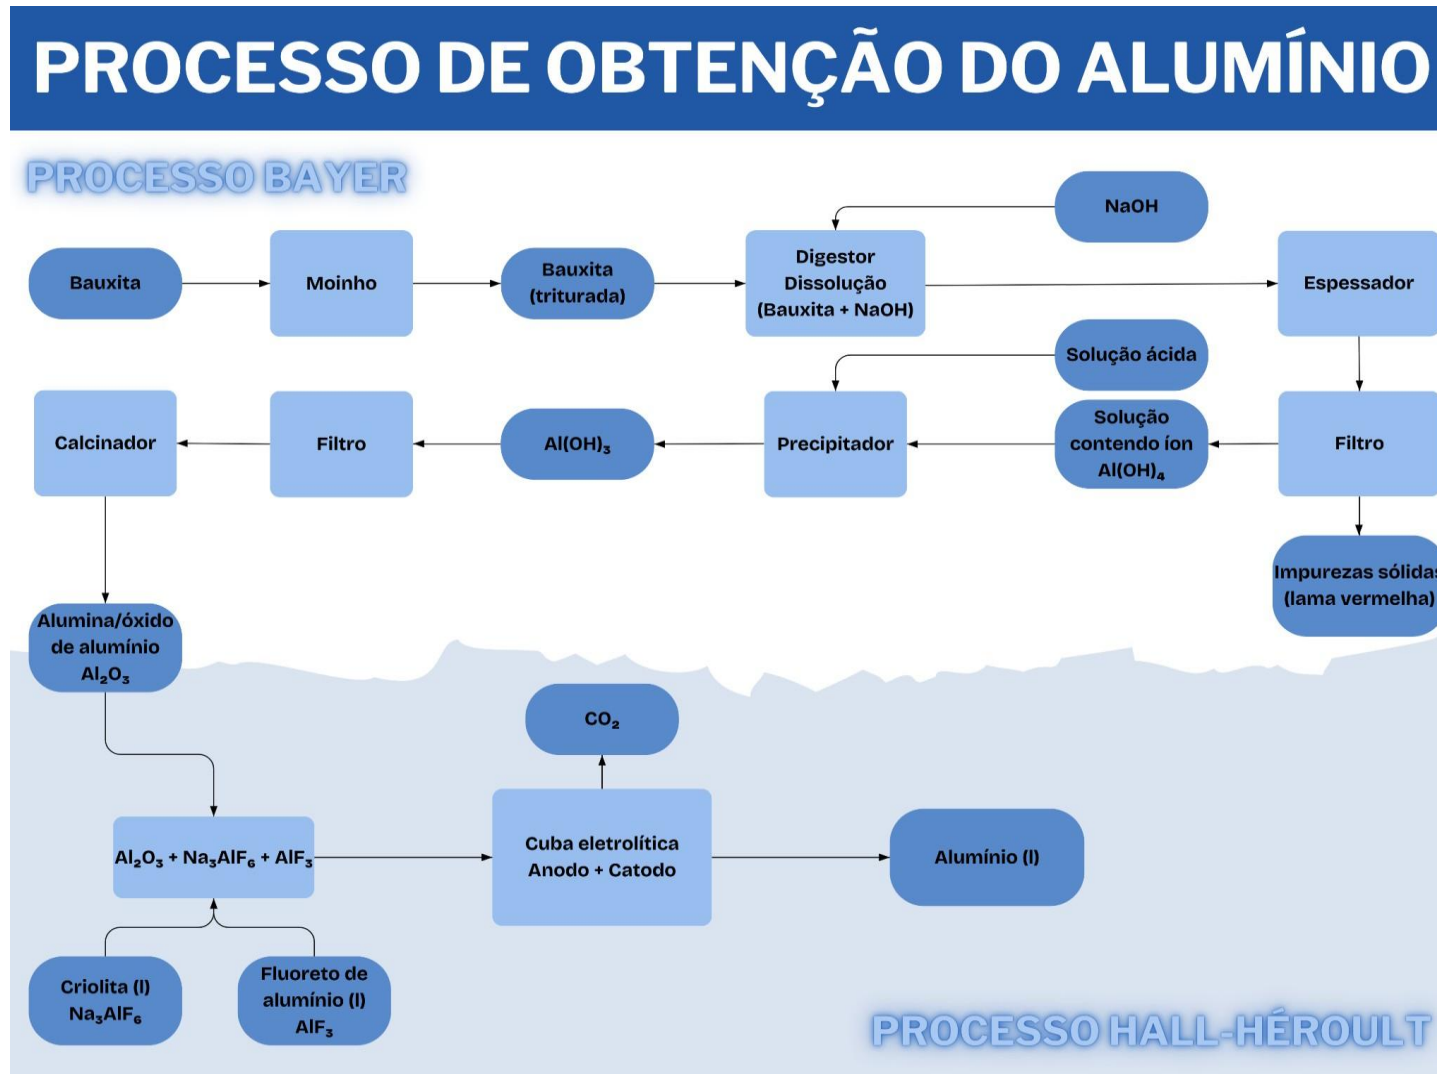 PROCESSO DE OBTENÇÃO DO ALUMÍNIO
PROCESSO BAYER
NaOH
Bauxita
Moinho
Bauxita
(triturada)
Digestor
Dissolução
(Bauxita + NaOH)
Espessador
Solução ácida
Calcinador
Filtro
Al(OH)₃
Precipitador
Solução
contendo íon
Al(OH)₄
Filtro
Impurezas sólidas
(lama vermelha)
Alumina/óxido
de alumínio
Al₂O₃
CO₂
Al₂O₃ + Na₃AlF₆ + AlF₃
Cuba eletrolítica
Anodo + Catodo
Alumínio (l)
Criolita (l)
Na₃AlF₆
Fluoreto de
alumínio (l)
AlF₃
PROCESSO HALL-HÉROULT